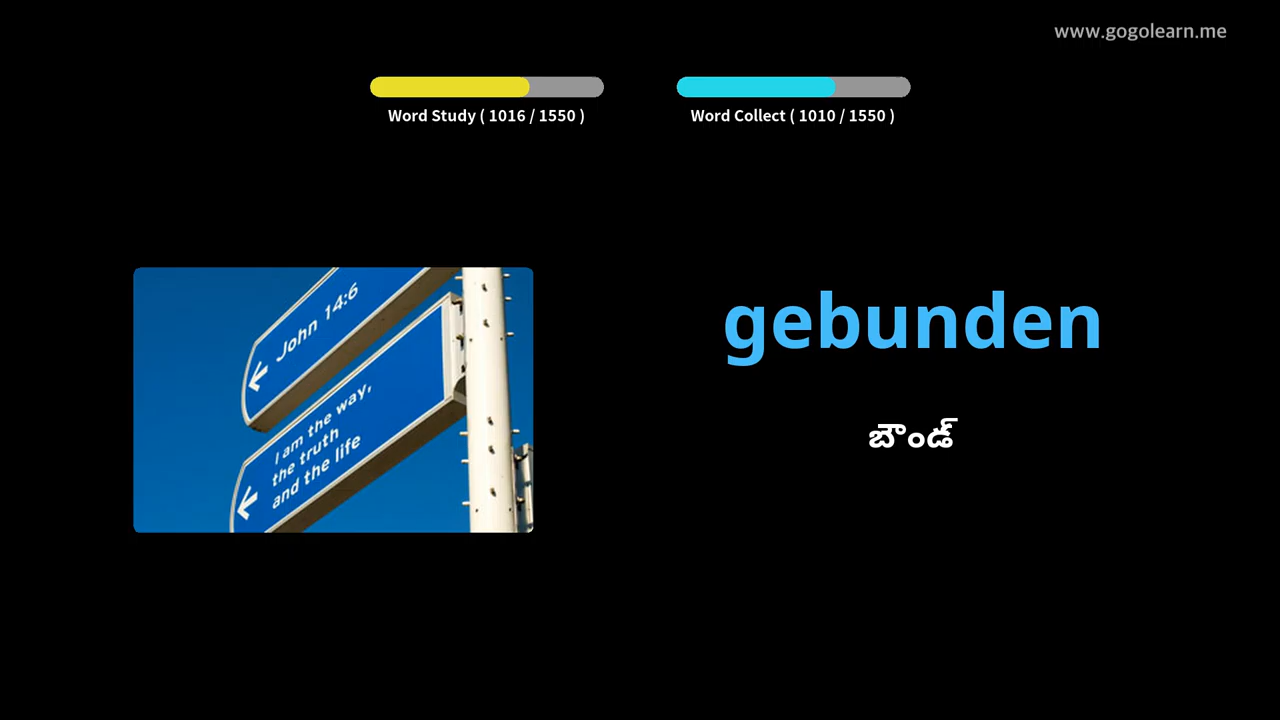 www.gogolearn.me
Word Study ( 1016 / 1550 )
Word Collect ( 1010 / 1550 )
John 14:6
I am the way,
the truth
and the life
gebunden
బౌండ్